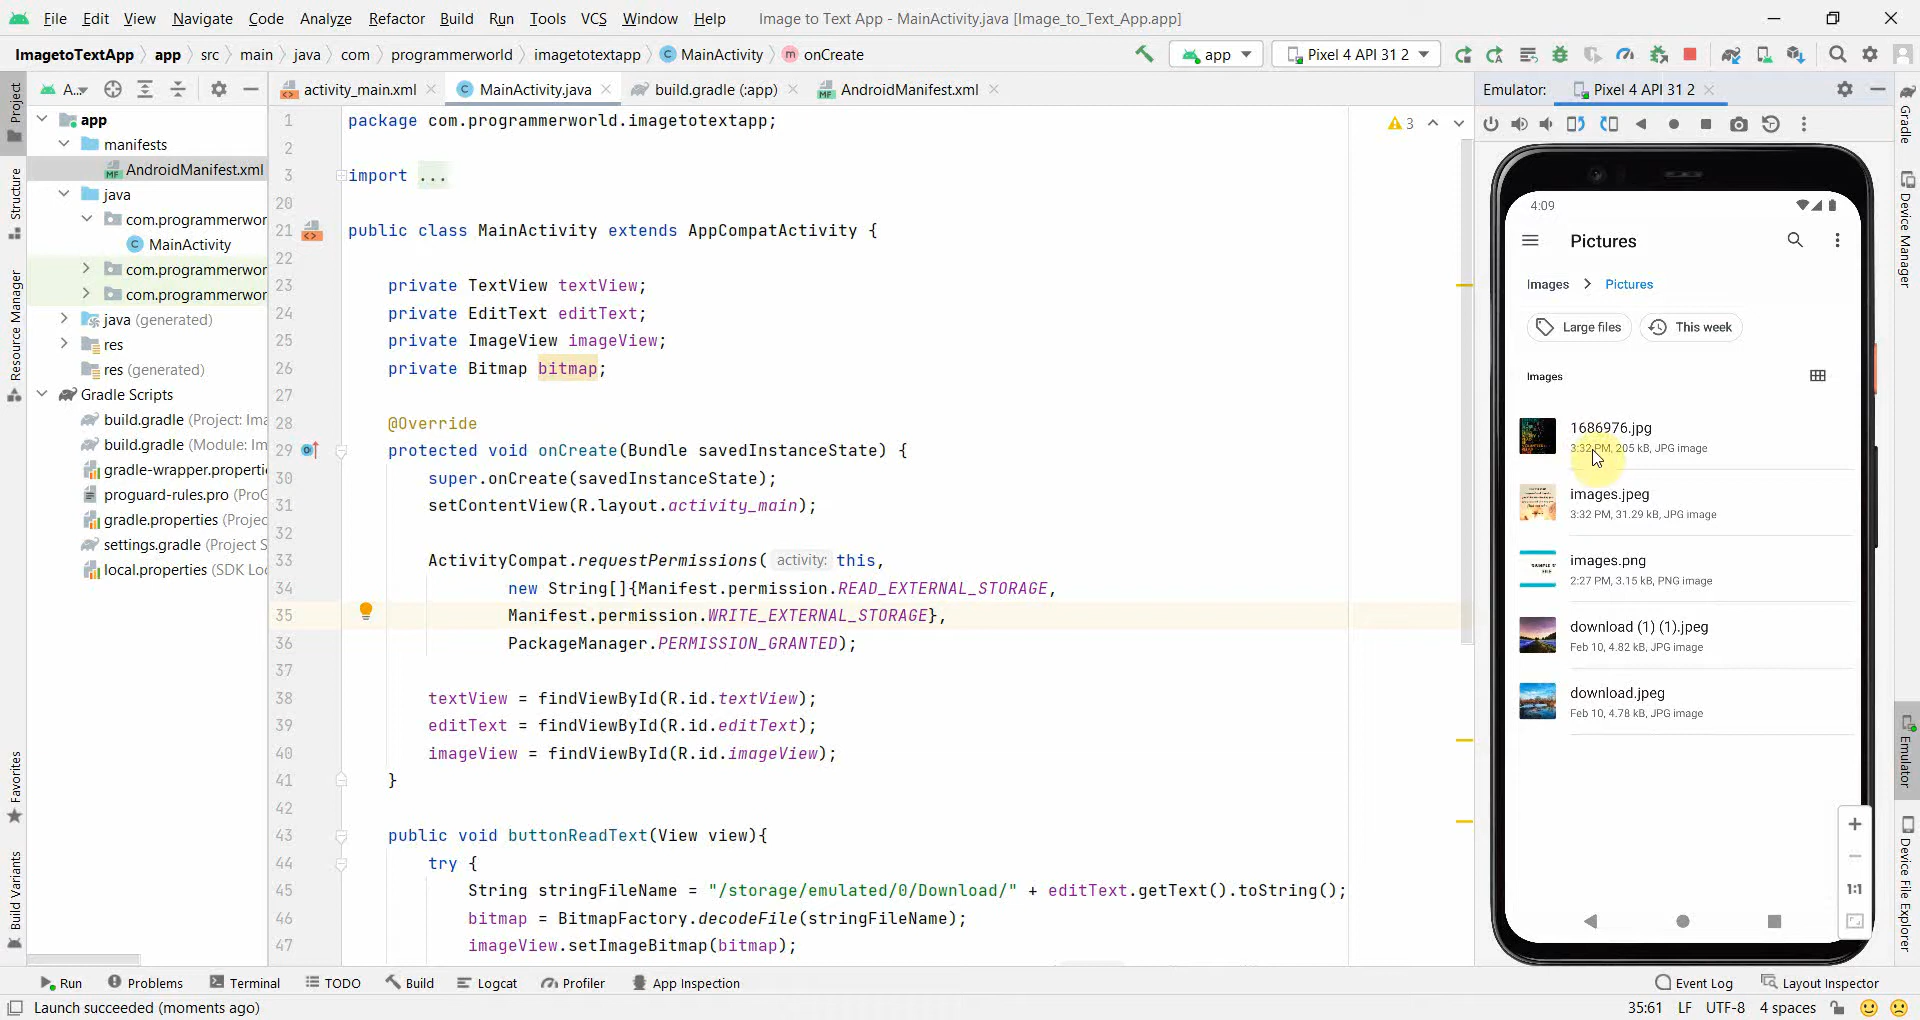 File Edit View Navigate Code Analyze Refactor Build Run Tools VCS Window Help Image to Text App - MainActivity.java [Image_to_Text_App.app]
ImagetoTextApp app src main java com programmerworld imagetotextapp MainActivity onCreate app Pixel 4 API 31 2
A... activity_main.xml MainActivity.java build.gradle (:app) AndroidManifest.xml Emulator: Pixel 4 API 31 2
Project
Structure
Resource Manager
Favorites
Build Variants
app
manifests
AndroidManifest.xml
java
com.programmerwor
MainActivity
com.programmerwor
com.programmerwor
java (generated)
res
res (generated)
Gradle Scripts
build.gradle (Project: Ima
build.gradle (Module: Im
gradle-wrapper.properti
proguard-rules.pro (ProG
gradle.properties (Projec
settings.gradle (Project S
local.properties (SDK Loc
1 package com.programmerworld.imagetotextapp;
2
3 import ...
20
21 public class MainActivity extends AppCompatActivity {
22
23 private TextView textView;
24 private EditText editText;
25 private ImageView imageView;
26 private Bitmap bitmap;
27
28 @Override
29 protected void onCreate(Bundle savedInstanceState) {
30 super.onCreate(savedInstanceState);
31 setContentView(R.layout.activity_main);
32
33 ActivityCompat.requestPermissions( activity: this,
34 new String[]{Manifest.permission.READ_EXTERNAL_STORAGE,
35 Manifest.permission.WRITE_EXTERNAL_STORAGE},
36 PackageManager.PERMISSION_GRANTED);
37
38 textView = findViewById(R.id.textView);
39 editText = findViewById(R.id.editText);
40 imageView = findViewById(R.id.imageView);
41 }
42
43 public void buttonReadText(View view){
44 try {
45 String stringFileName = "/storage/emulated/0/Download/" + editText.getText().toString();
46 bitmap = BitmapFactory.decodeFile(stringFileName);
47 imageView.setImageBitmap(bitmap);
3
4:09
Pictures
Images Pictures
Large files This week
Images
1686976.jpg
3:32 PM, 205 kB, JPG image
images.jpeg
3:32 PM, 31.29 kB, JPG image
images.png
2:27 PM, 3.15 kB, PNG image
download (1) (1).jpeg
Feb 10, 4.82 kB, JPG image
download.jpeg
Feb 10, 4.78 kB, JPG image
1:1
Gradle
Device Manager
Emulator
Device File Explorer
Run Problems Terminal TODO Build Logcat Profiler App Inspection Event Log Layout Inspector
Launch succeeded (moments ago) 35:61 LF UTF-8 4 spaces